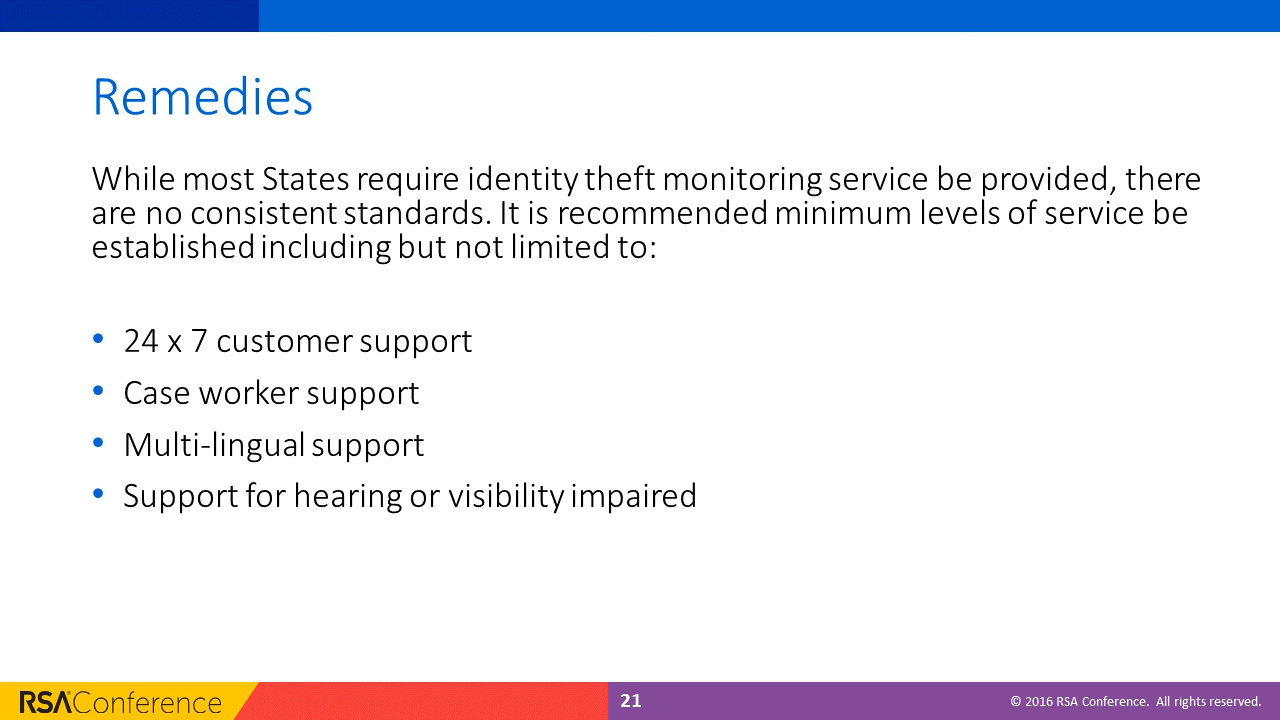 Remedies
While most States require identity theft monitoring service be provided, there
are no consistent standards. It is recommended minimum levels of service be
established including but not limited to:
• 24 x 7 customer support
• Case worker support
• Multi-lingual support
• Support for hearing or visibility impaired
RSAConference
21
© 2016 RSA Conference. All rights reserved.